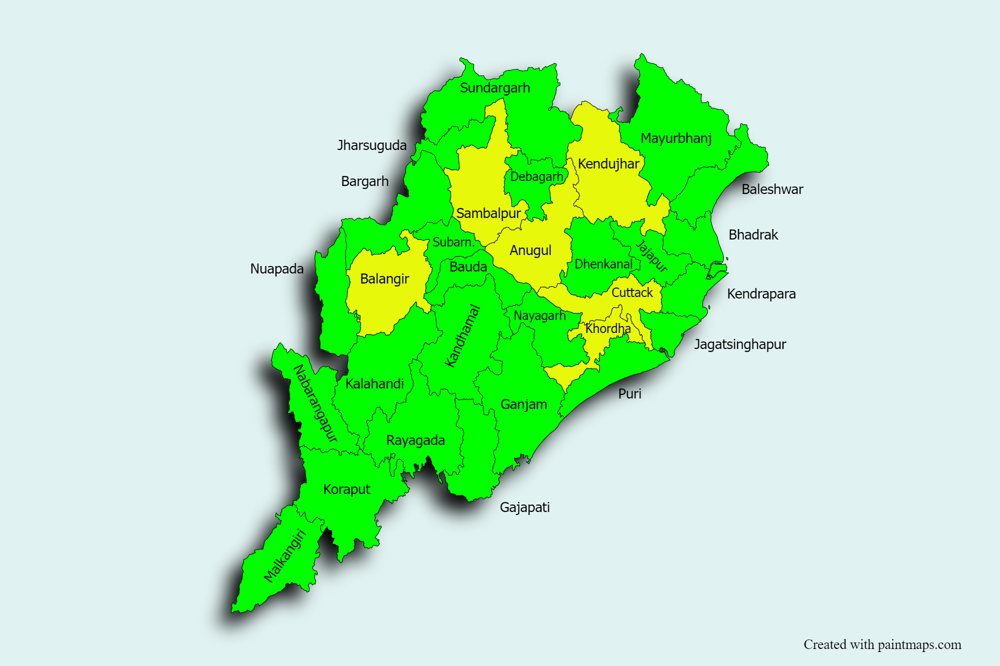 Sundargarh
Mayurbhanj
Jharsuguda
Kendujhar
Debagarh
Bargarh
Baleshwar
Sambalpur
Bhadrak
Subarn.
Anugul
Jajapur
Dhenkanal
Bauda
Nuapada
Balangir
Cuttack
Kendrapara
Nayagarh
Khordha
Kandhamal
Jagatsinghapur
Kalahandi
Puri
Nabarangapur
Ganjam
Rayagada
Koraput
Gajapati
Malkangiri
Created with paintmaps.com